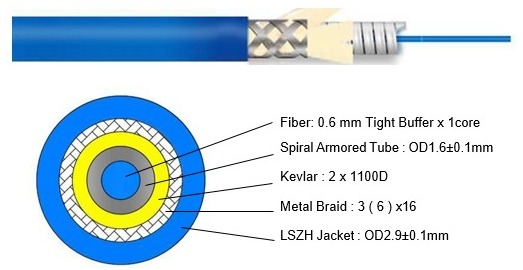 Fiber: 0.6 mm Tight Buffer x 1core
Spiral Armored Tube : OD1.6±0.1mm
Kevlar : 2 x 1100D
Metal Braid : 3 ( 6 ) x16
LSZH Jacket : OD2.9±0.1mm